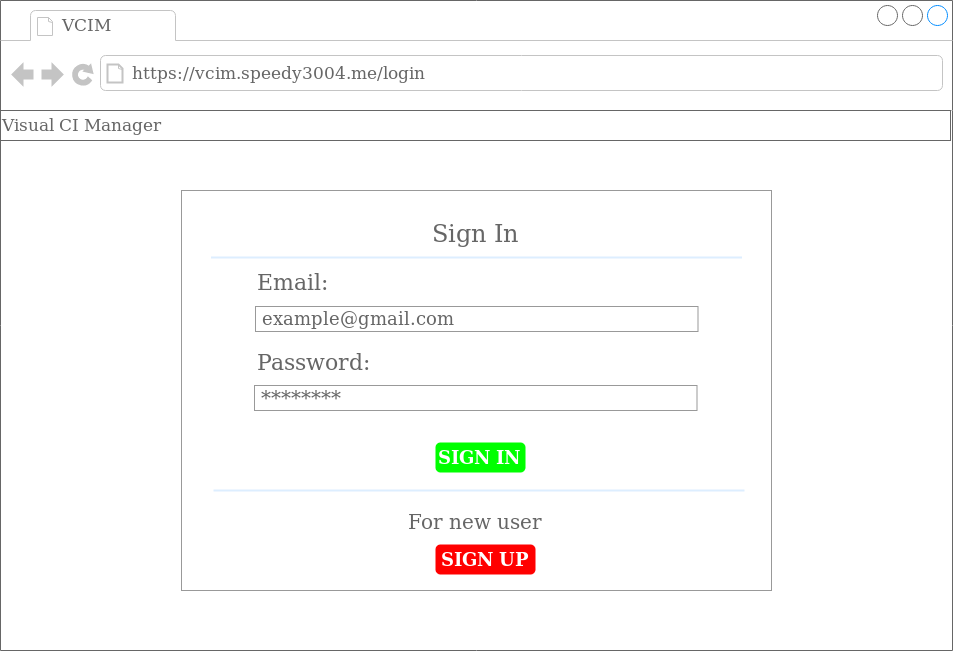 VCIM
https://vcim.speedy3004.me/login
Visual CI Manager
Sign In
Email:
example@gmail.com
Password:
********
SIGN IN
For new user
SIGN UP